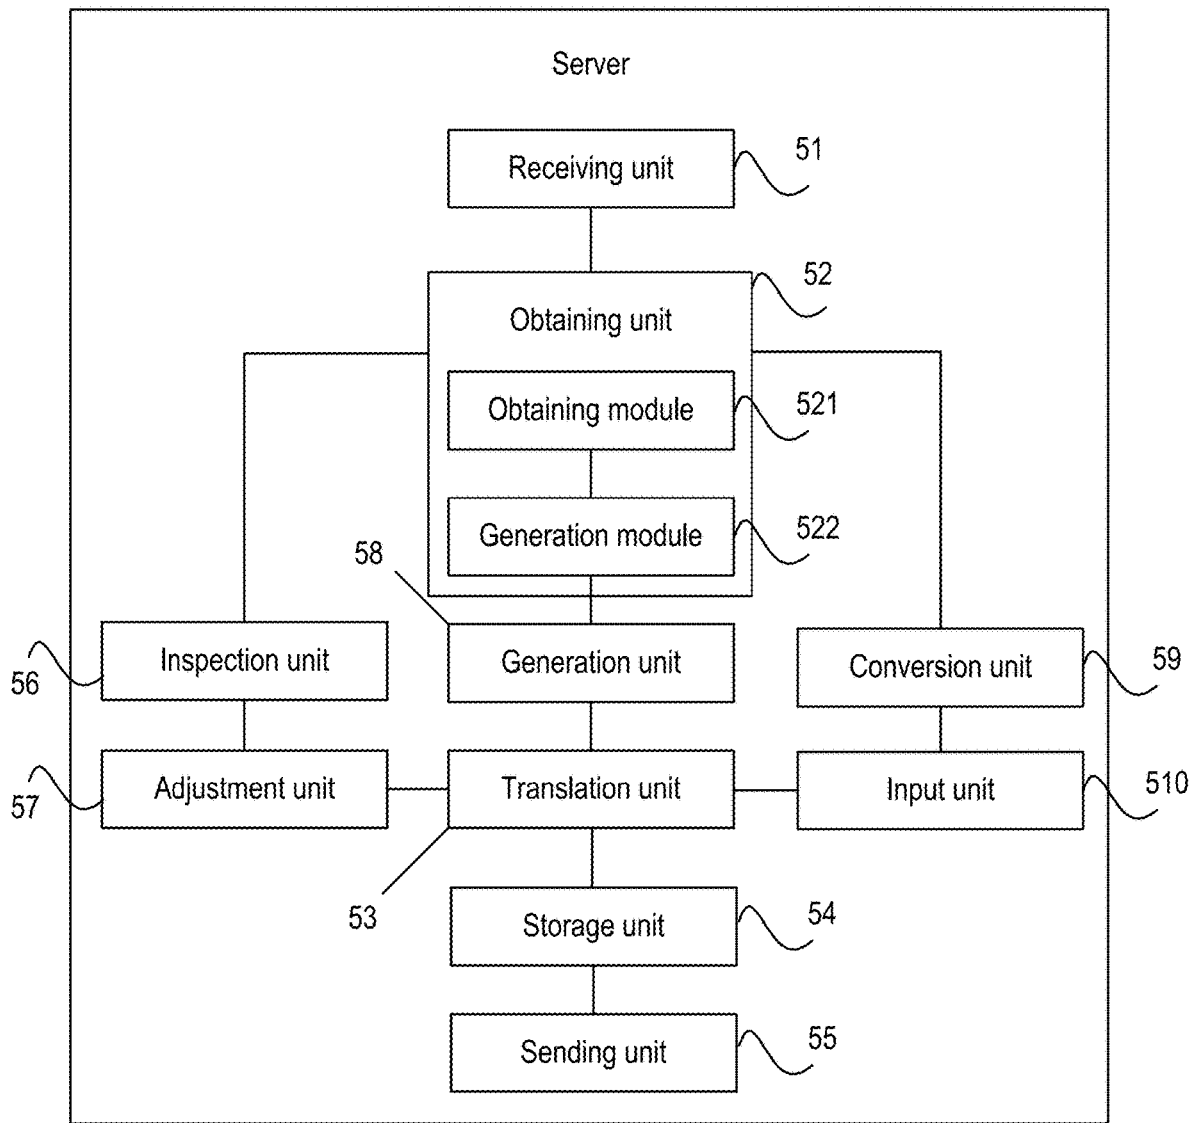 Server
Receiving unit
51
52
Obtaining unit
Obtaining module
521
Generation module
522
58
Inspection unit
56
Generation unit
Conversion unit
59
Adjustment unit
57
Translation unit
Input unit
510
53
Storage unit
54
Sending unit
55